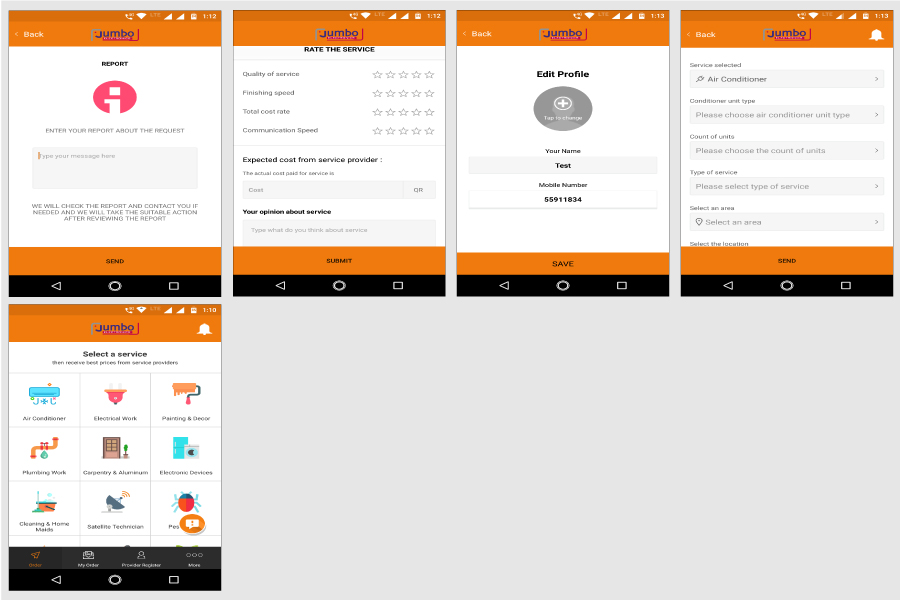 LTE 1:12
Back
Jumbo
REPORT
ENTER YOUR REPORT ABOUT THE REQUEST
Type your message here
WE WILL CHECK THE REPORT AND CONTACT YOU IF
NEEDED AND WE WILL TAKE THE SUITABLE ACTION
AFTER REVIEWING THE REPORT
SEND
LTE 1:12
Back
Jumbo
RATE THE SERVICE
Quality of service
Finishing speed
Total cost rate
Communication Speed
Expected cost from service provider :
The actual cost paid for service is
Cost QR
Your opinion about service
Type what do you think about service
SUBMIT
LTE 1:13
Back
Jumbo
Edit Profile
Tap to change
Your Name
Test
Mobile Number
55911834
SAVE
LTE 1:13
Back
Jumbo
Service selected
Air Conditioner
Conditioner unit type
Please choose air conditioner unit type
Count of units
Please choose the count of units
Type of service
Please select type of service
Select an area
Select an area
Select the location
SEND
LTE 1:10
Jumbo
Select a service
then receive best prices from service providers
Air Conditioner
Electrical Work
Painting & Decor
Plumbing Work
Carpentry & Aluminum
Electronic Devices
Cleaning & Home
Maids
Satellite Technician
Pes
Order
My Order
Provider Register
More